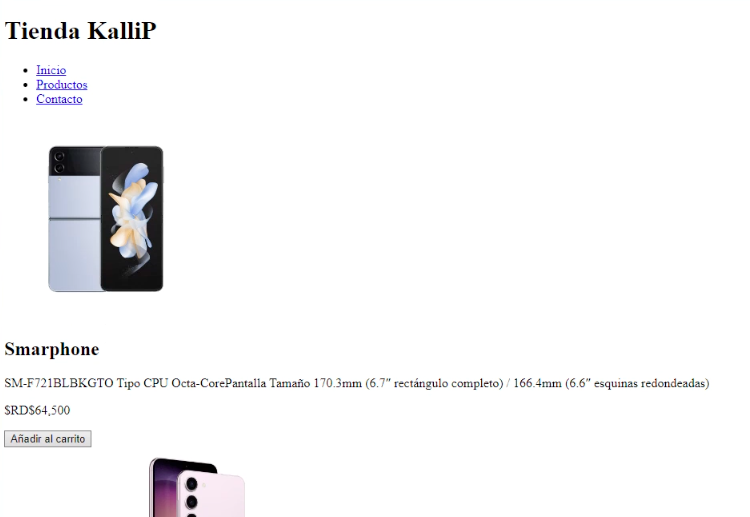 Tienda KalliP
Inicio
Productos
Contacto
Smarphone
SM-F721BLBKGTO Tipo CPU Octa-CorePantalla Tamaño 170.3mm (6.7″ rectángulo completo) / 166.4mm (6.6″ esquinas redondeadas)
$RD$64,500
Añadir al carrito